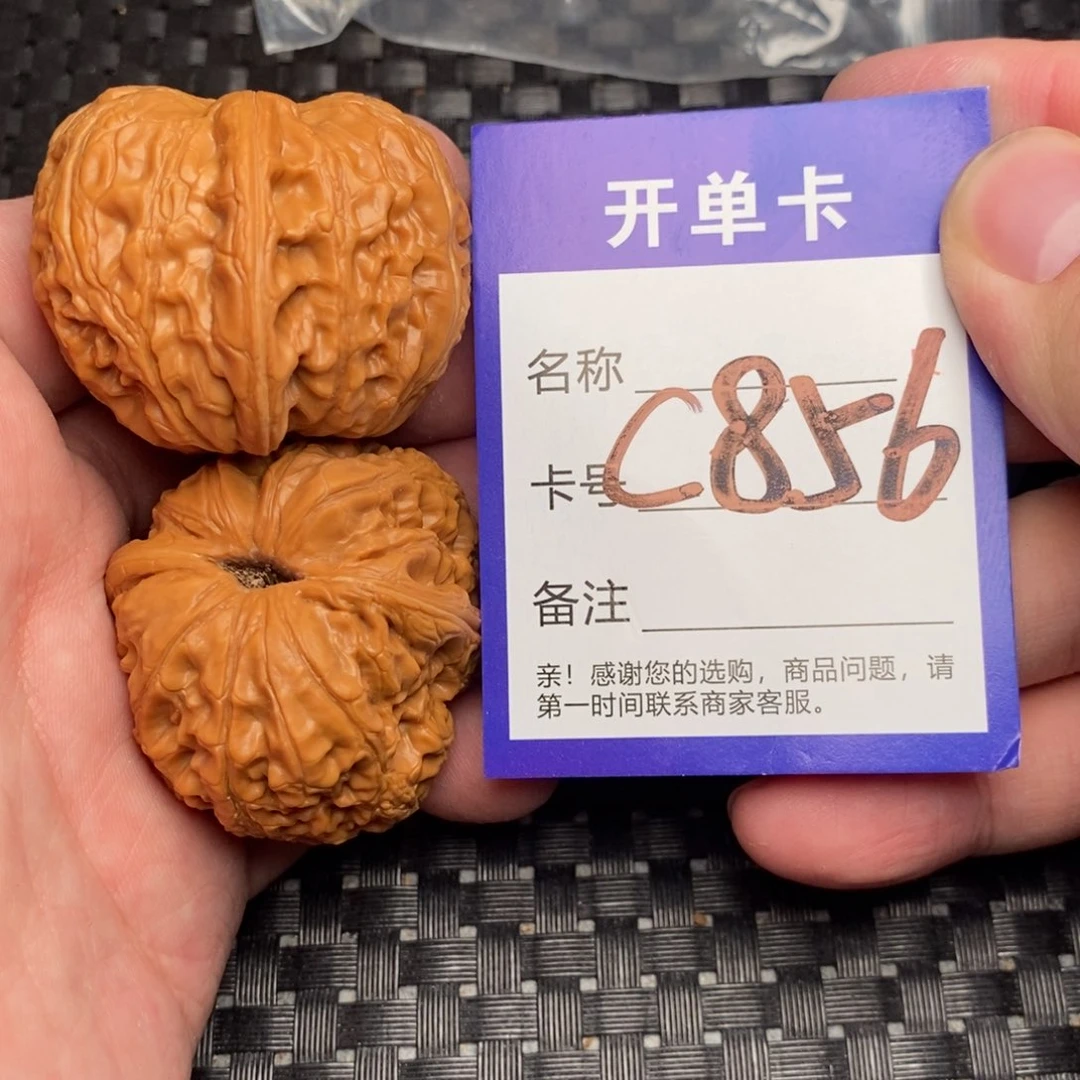 开单卡
名称
C856
卡号
备注
亲！感谢您的选购，商品问题，请
第一时间联系商家客服。